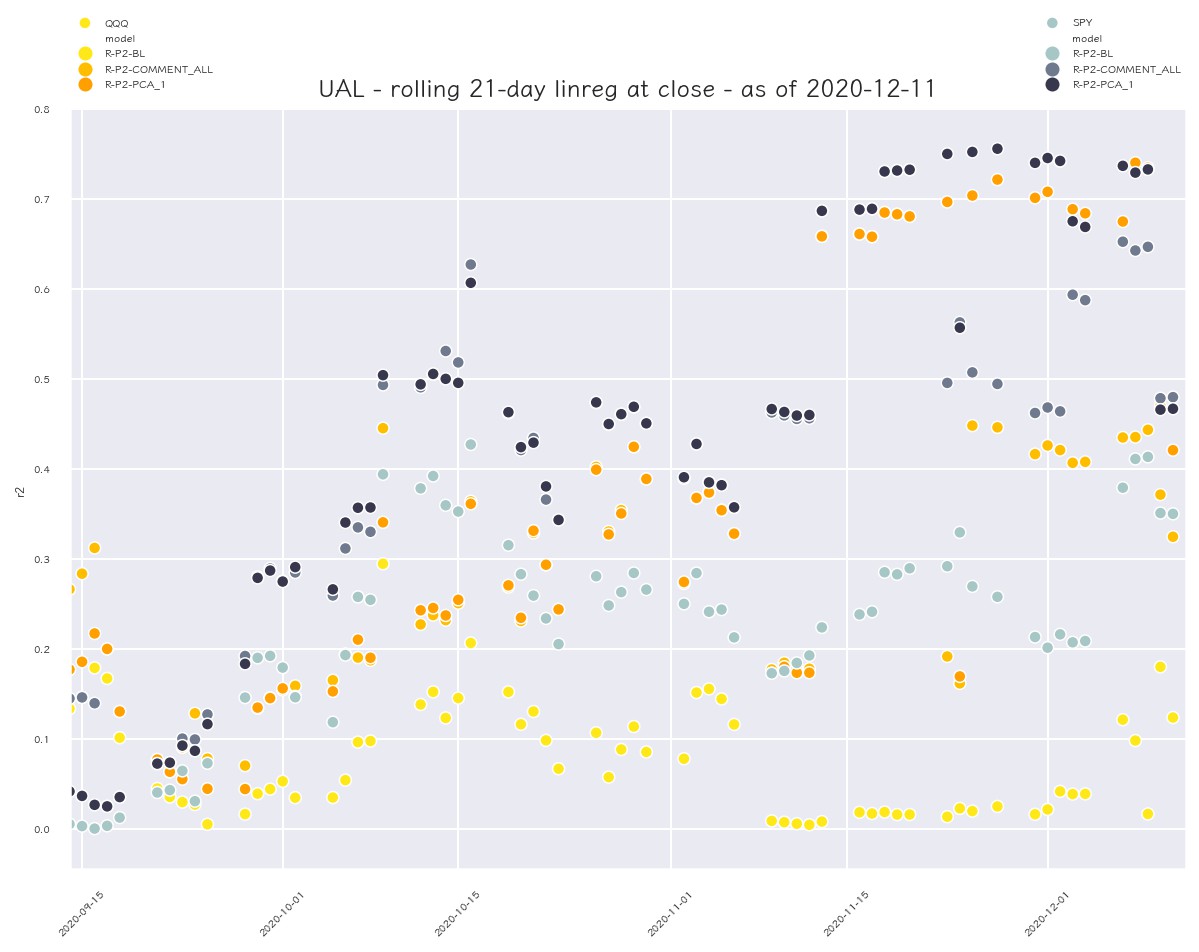 QQQ
model
R-P2-BL
R-P2-COMMENT_ALL
R-P2-PCA_1
SPY
model
R-P2-BL
R-P2-COMMENT_ALL
R-P2-PCA_1
UAL - rolling 21-day linreg at close - as of 2020-12-11
0.8
0.7
0.6
0.5
0.4
0.3
0.2
0.1
0.0
r2
2020-09-15
2020-10-01
2020-10-15
2020-11-01
2020-11-15
2020-12-01